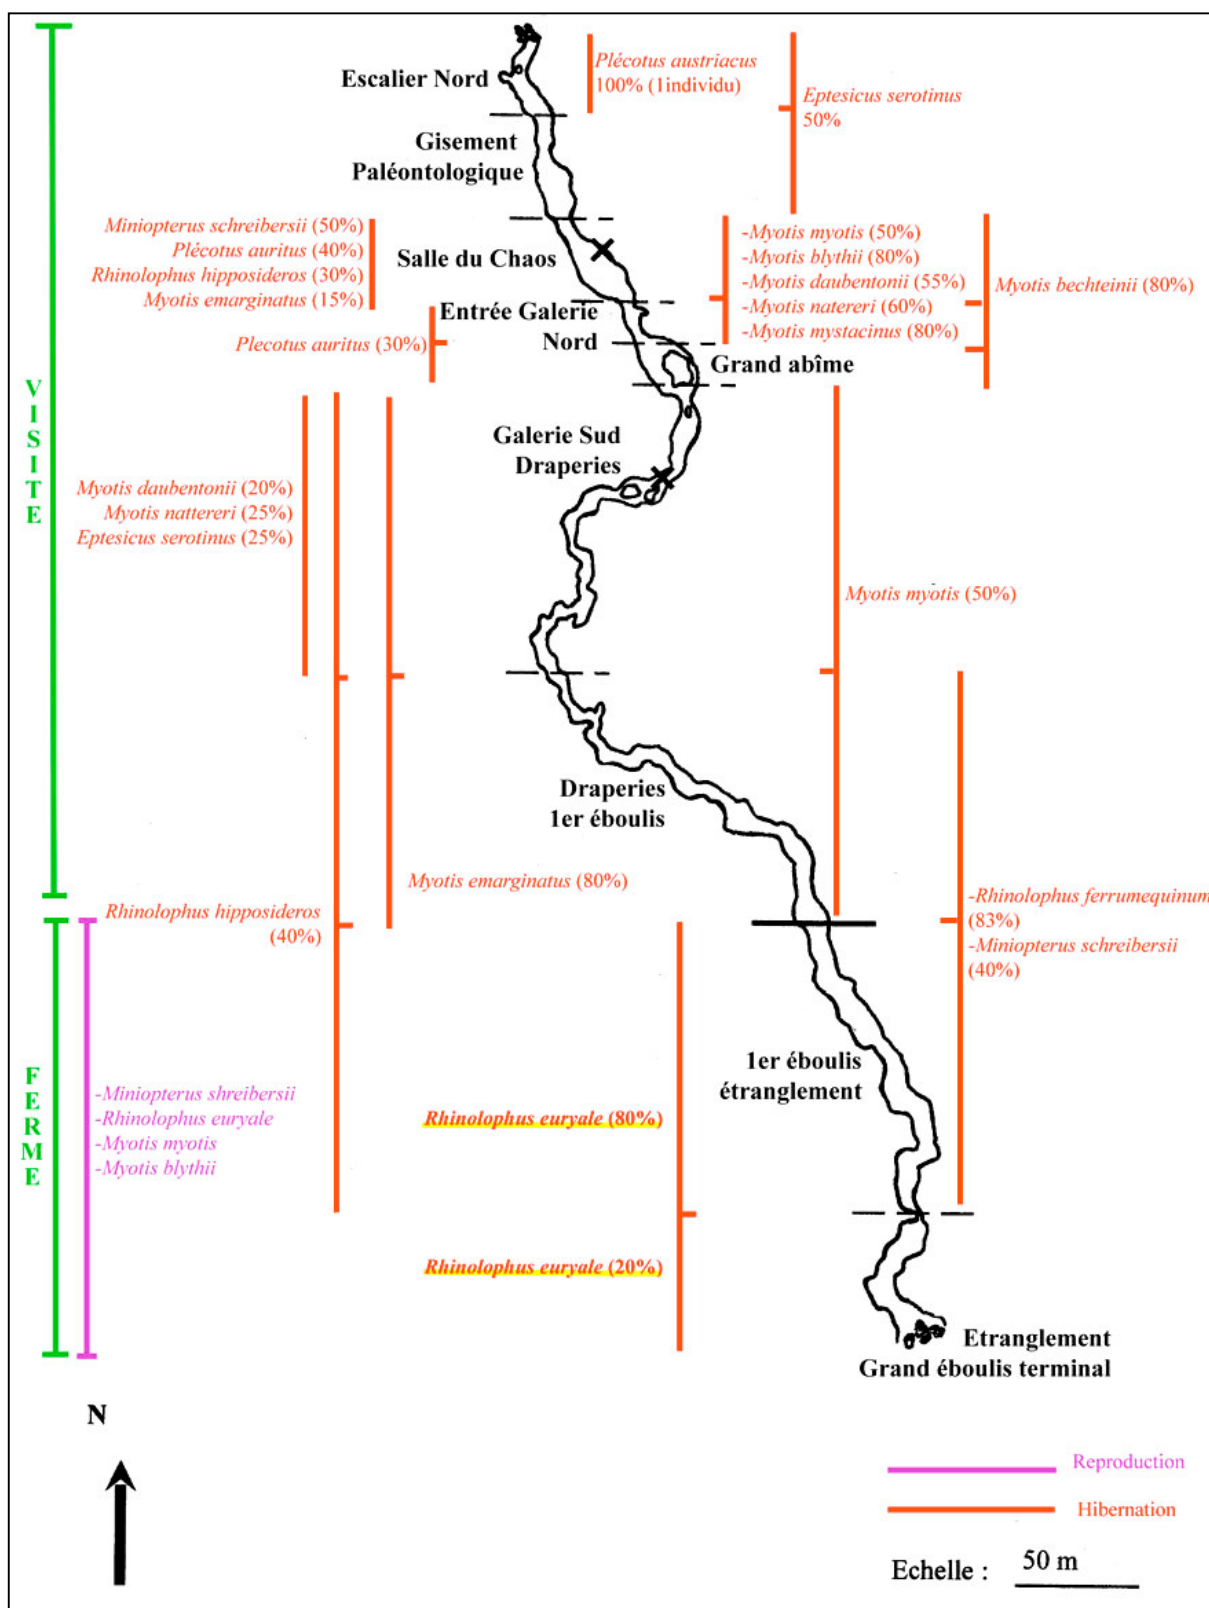 Plécotus austriacus
100% (1individu)
Escalier Nord
Eptesicus serotinus
50%
Gisement
Paléontologique
Miniopterus schreibersii (50%)
Plécotus auritus (40%)
Rhinolophus hipposideros (30%)
Myotis emarginatus (15%)
Salle du Chaos
-Myotis myotis (50%)
-Myotis blythii (80%)
-Myotis daubentonii (55%)
-Myotis natereri (60%)
-Myotis mystacinus (80%)
Myotis bechteinii (80%)
Entrée Galerie
Nord
Plecotus auritus (30%)
Grand abîme
VISITE
Galerie Sud
Draperies
Myotis daubentonii (20%)
Myotis nattereri (25%)
Eptesicus serotinus (25%)
Myotis myotis (50%)
Draperies
1er éboulis
Myotis emarginatus (80%)
Rhinolophus hipposideros
(40%)
-Rhinolophus ferrumequinum
(83%)
-Miniopterus schreibersii
(40%)
FERME
-Miniopterus shreibersii
-Rhinolophus euryale
-Myotis myotis
-Myotis blythii
1er éboulis
étranglement
Rhinolophus euryale (80%)
Rhinolophus euryale (20%)
Etranglement
Grand éboulis terminal
N
Reproduction
Hibernation
Echelle : 50 m